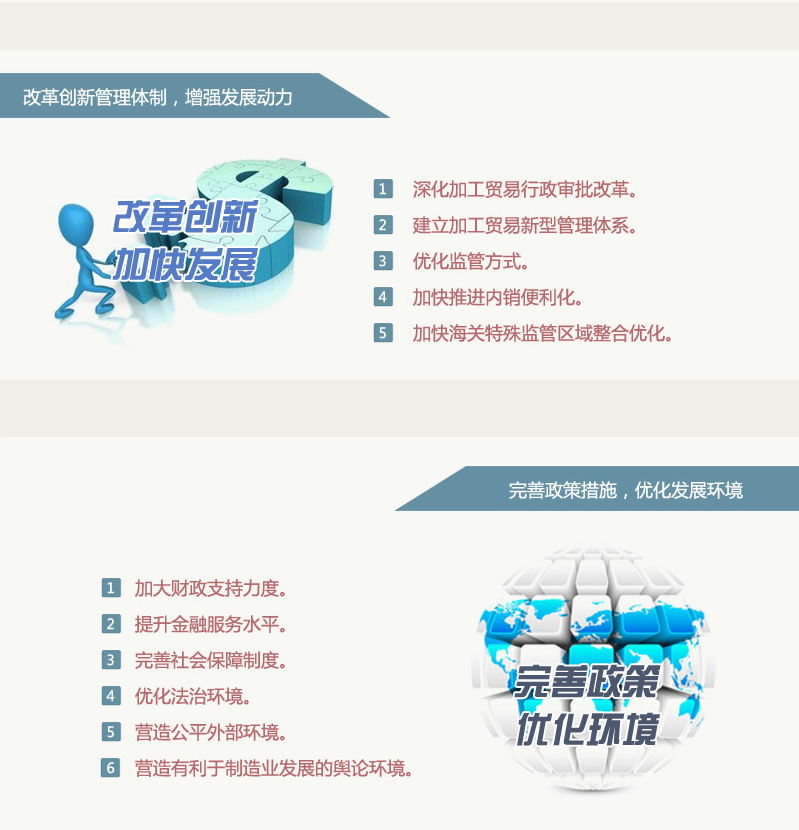 改革创新管理体制，增强发展动力
改革创新
加快发展
1 深化加工贸易行政审批改革。
2 建立加工贸易新型管理体系。
3 优化监管方式。
4 加快推进内销便利化。
5 加快海关特殊监管区域整合优化。
完善政策措施，优化发展环境
1 加大财政支持力度。
2 提升金融服务水平。
3 完善社会保障制度。
4 优化法治环境。
5 营造公平外部环境。
6 营造有利于制造业发展的舆论环境。
完善政策
优化环境